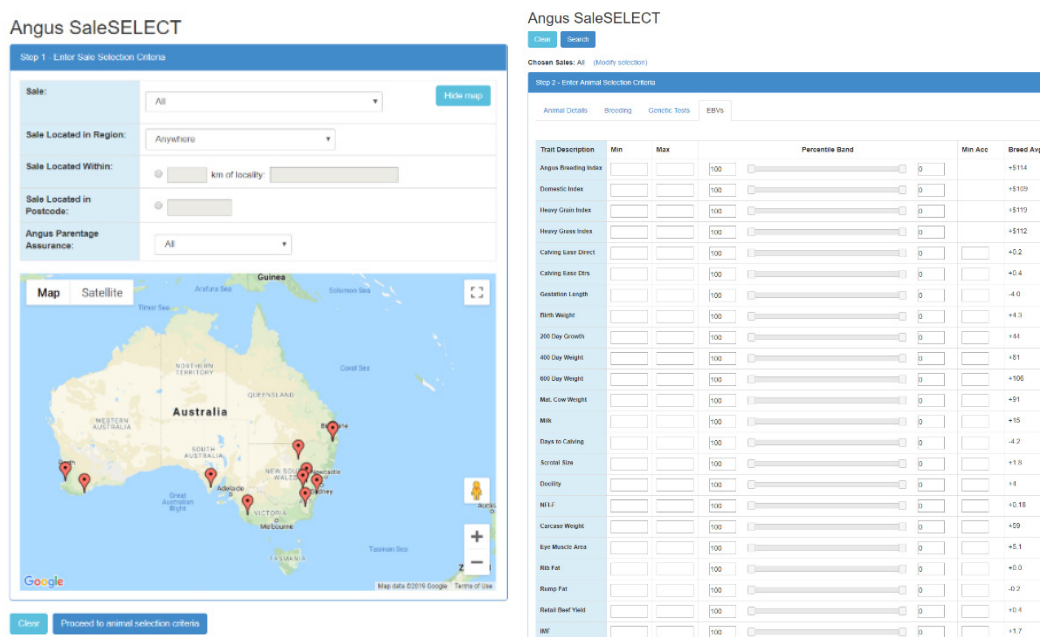 Angus SaleSELECT
Step 1 - Enter Sale Selection Criteria
Sale:
All
Hide map
Sale Located in Region:
Anywhere
Sale Located Within:
km of locality:
Sale Located in
Postcode:
Angus Parentage
Assurance:
All
Map Satellite
Guinea
Arafura Sea
Solomon Sea
Timor Sea
Coral Sea
NORTHERN
TERRITORY
QUEENSLAND
Australia
WESTERN
AUSTRALIA
SOUTH
AUSTRALIA
NEW SOUTH
WALES
Newcastle
Sydney
Adelaide
Great
Australian
Bight
VICTORIA
Melbourne
Tasman Sea
TASMANIA
Google
Map data ©2019 Google Terms of Use
Clear Proceed to animal selection criteria
Angus SaleSELECT
Clear Search
Chosen Sales: All (Modify selection)
Step 2 - Enter Animal Selection Criteria
Animal Details Breeding Genetic Tests EBVs
Trait Description Min Max Percentile Band Min Acc Breed Avg
Angus Breeding Index 100 0 +$114
Domestic Index 100 0 +$109
Heavy Grain Index 100 0 +$119
Heavy Grass Index 100 0 +$112
Calving Ease Direct 100 0 +0.2
Calving Ease Dtrs 100 0 +0.4
Gestation Length 100 0 -4.0
Birth Weight 100 0 +4.3
200 Day Growth 100 0 +44
400 Day Weight 100 0 +81
600 Day Weight 100 0 +106
Mat. Cow Weight 100 0 +91
Milk 100 0 +15
Days to Calving 100 0 -4.2
Scrotal Size 100 0 +1.8
Docility 100 0 +4
NFI-F 100 0 +0.18
Carcase Weight 100 0 +59
Eye Muscle Area 100 0 +5.1
Rib Fat 100 0 +0.0
Rump Fat 100 0 -0.2
Retail Beef Yield 100 0 +0.4
IMF 100 0 +1.7